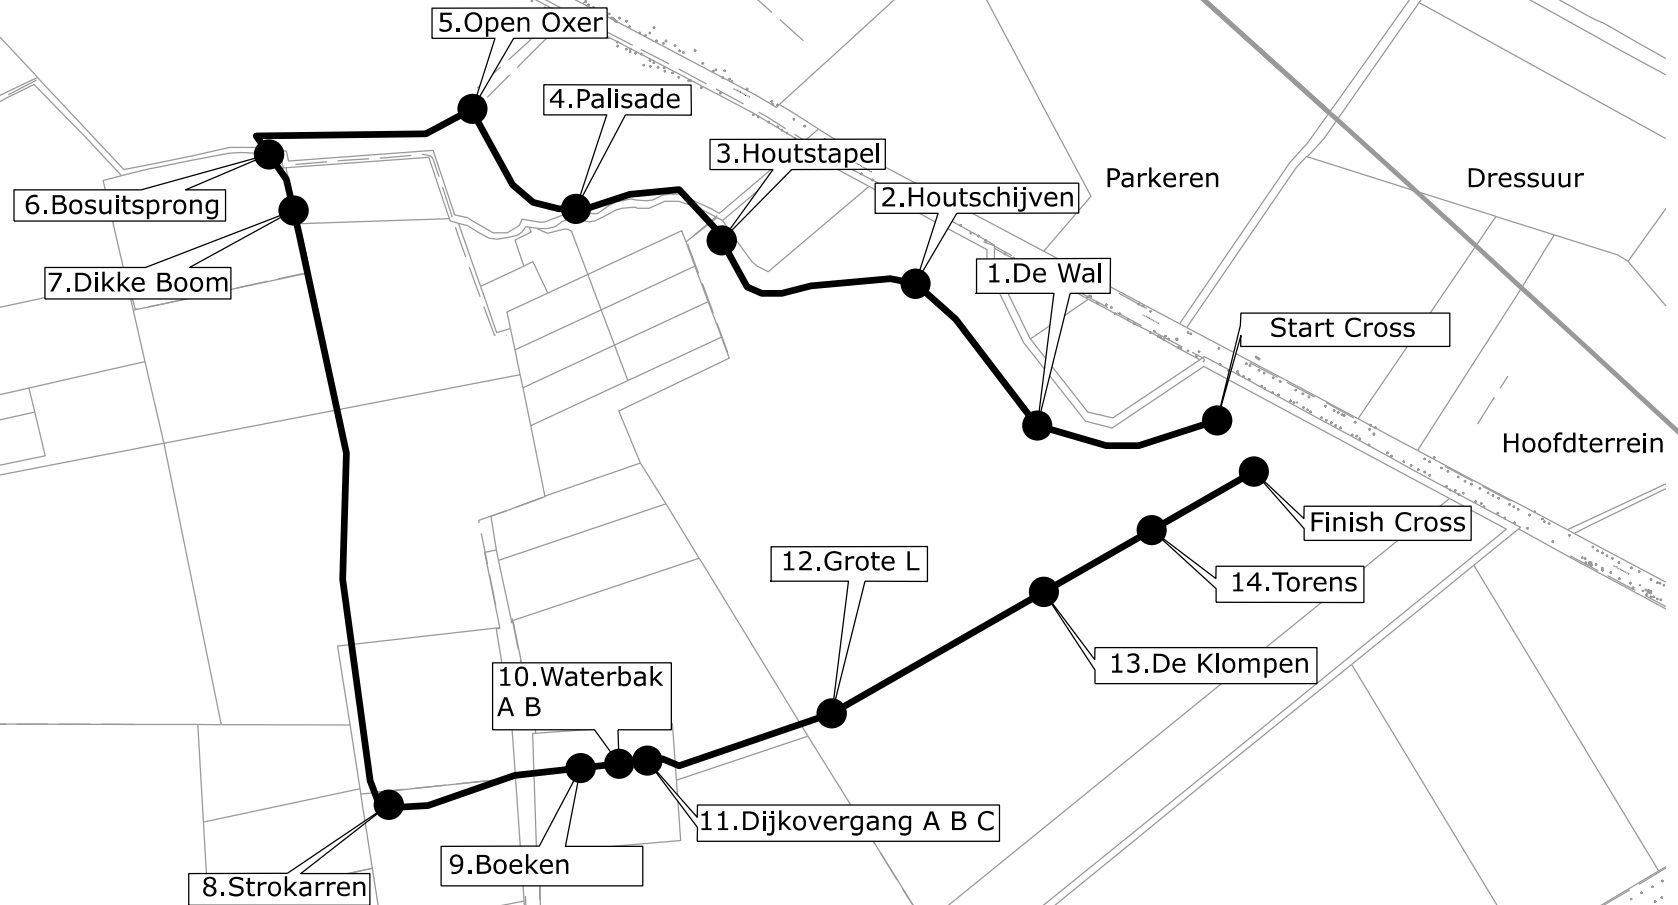 5.Open Oxer
4.Palisade
3.Houtstapel
Parkeren
Dressuur
2.Houtschijven
6.Bosuitsprong
7.Dikke Boom
1.De Wal
Start Cross
Hoofdterrein
Finish Cross
12.Grote L
14.Torens
13.De Klompen
10.Waterbak
A B
11.Dijkovergang A B C
9.Boeken
8.Strokarren